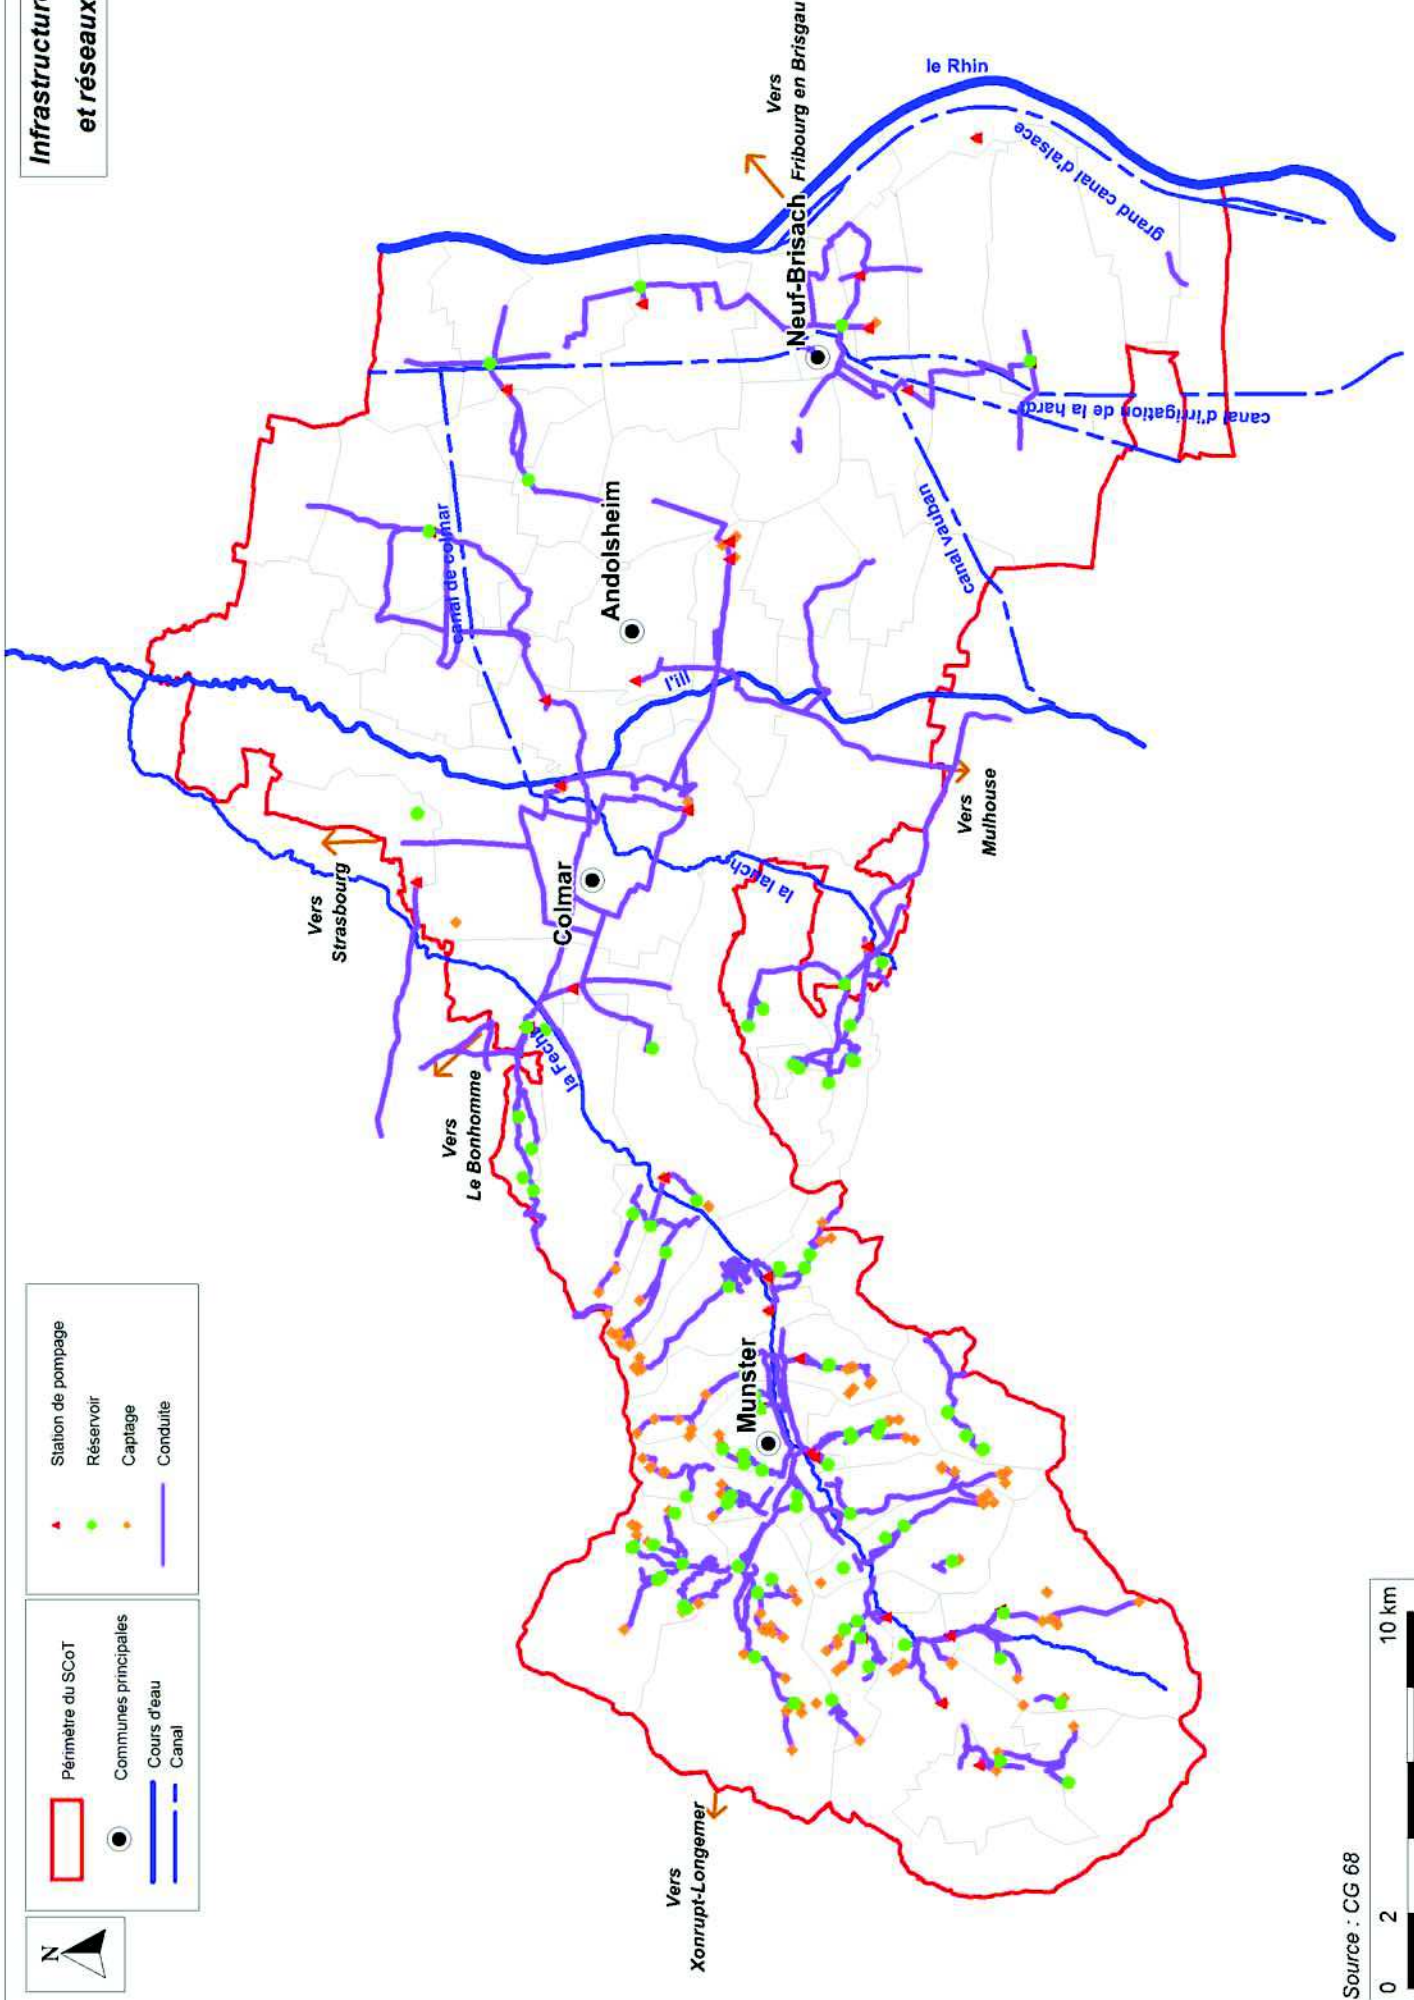 Infrastructur
et réseaux
N
Périmètre du SCoT
Communes principales
Cours d'eau
Canal
Station de pompage
Réservoir
Captage
Conduite
Vers
Strasbourg
Vers
Le Bonhomme
Vers
Xonrupt-Longemer
Vers
Mulhouse
Vers
Fribourg en Brisgau
Colmar
Munster
Andolsheim
Neuf-Brisach
le Rhin
grand canal d'alsace
canal de colmar
canal vauban
canal d'irrigation de la hardt
l'ill
la lauch
la Fecht
Source : CG 68
0 2 10 km